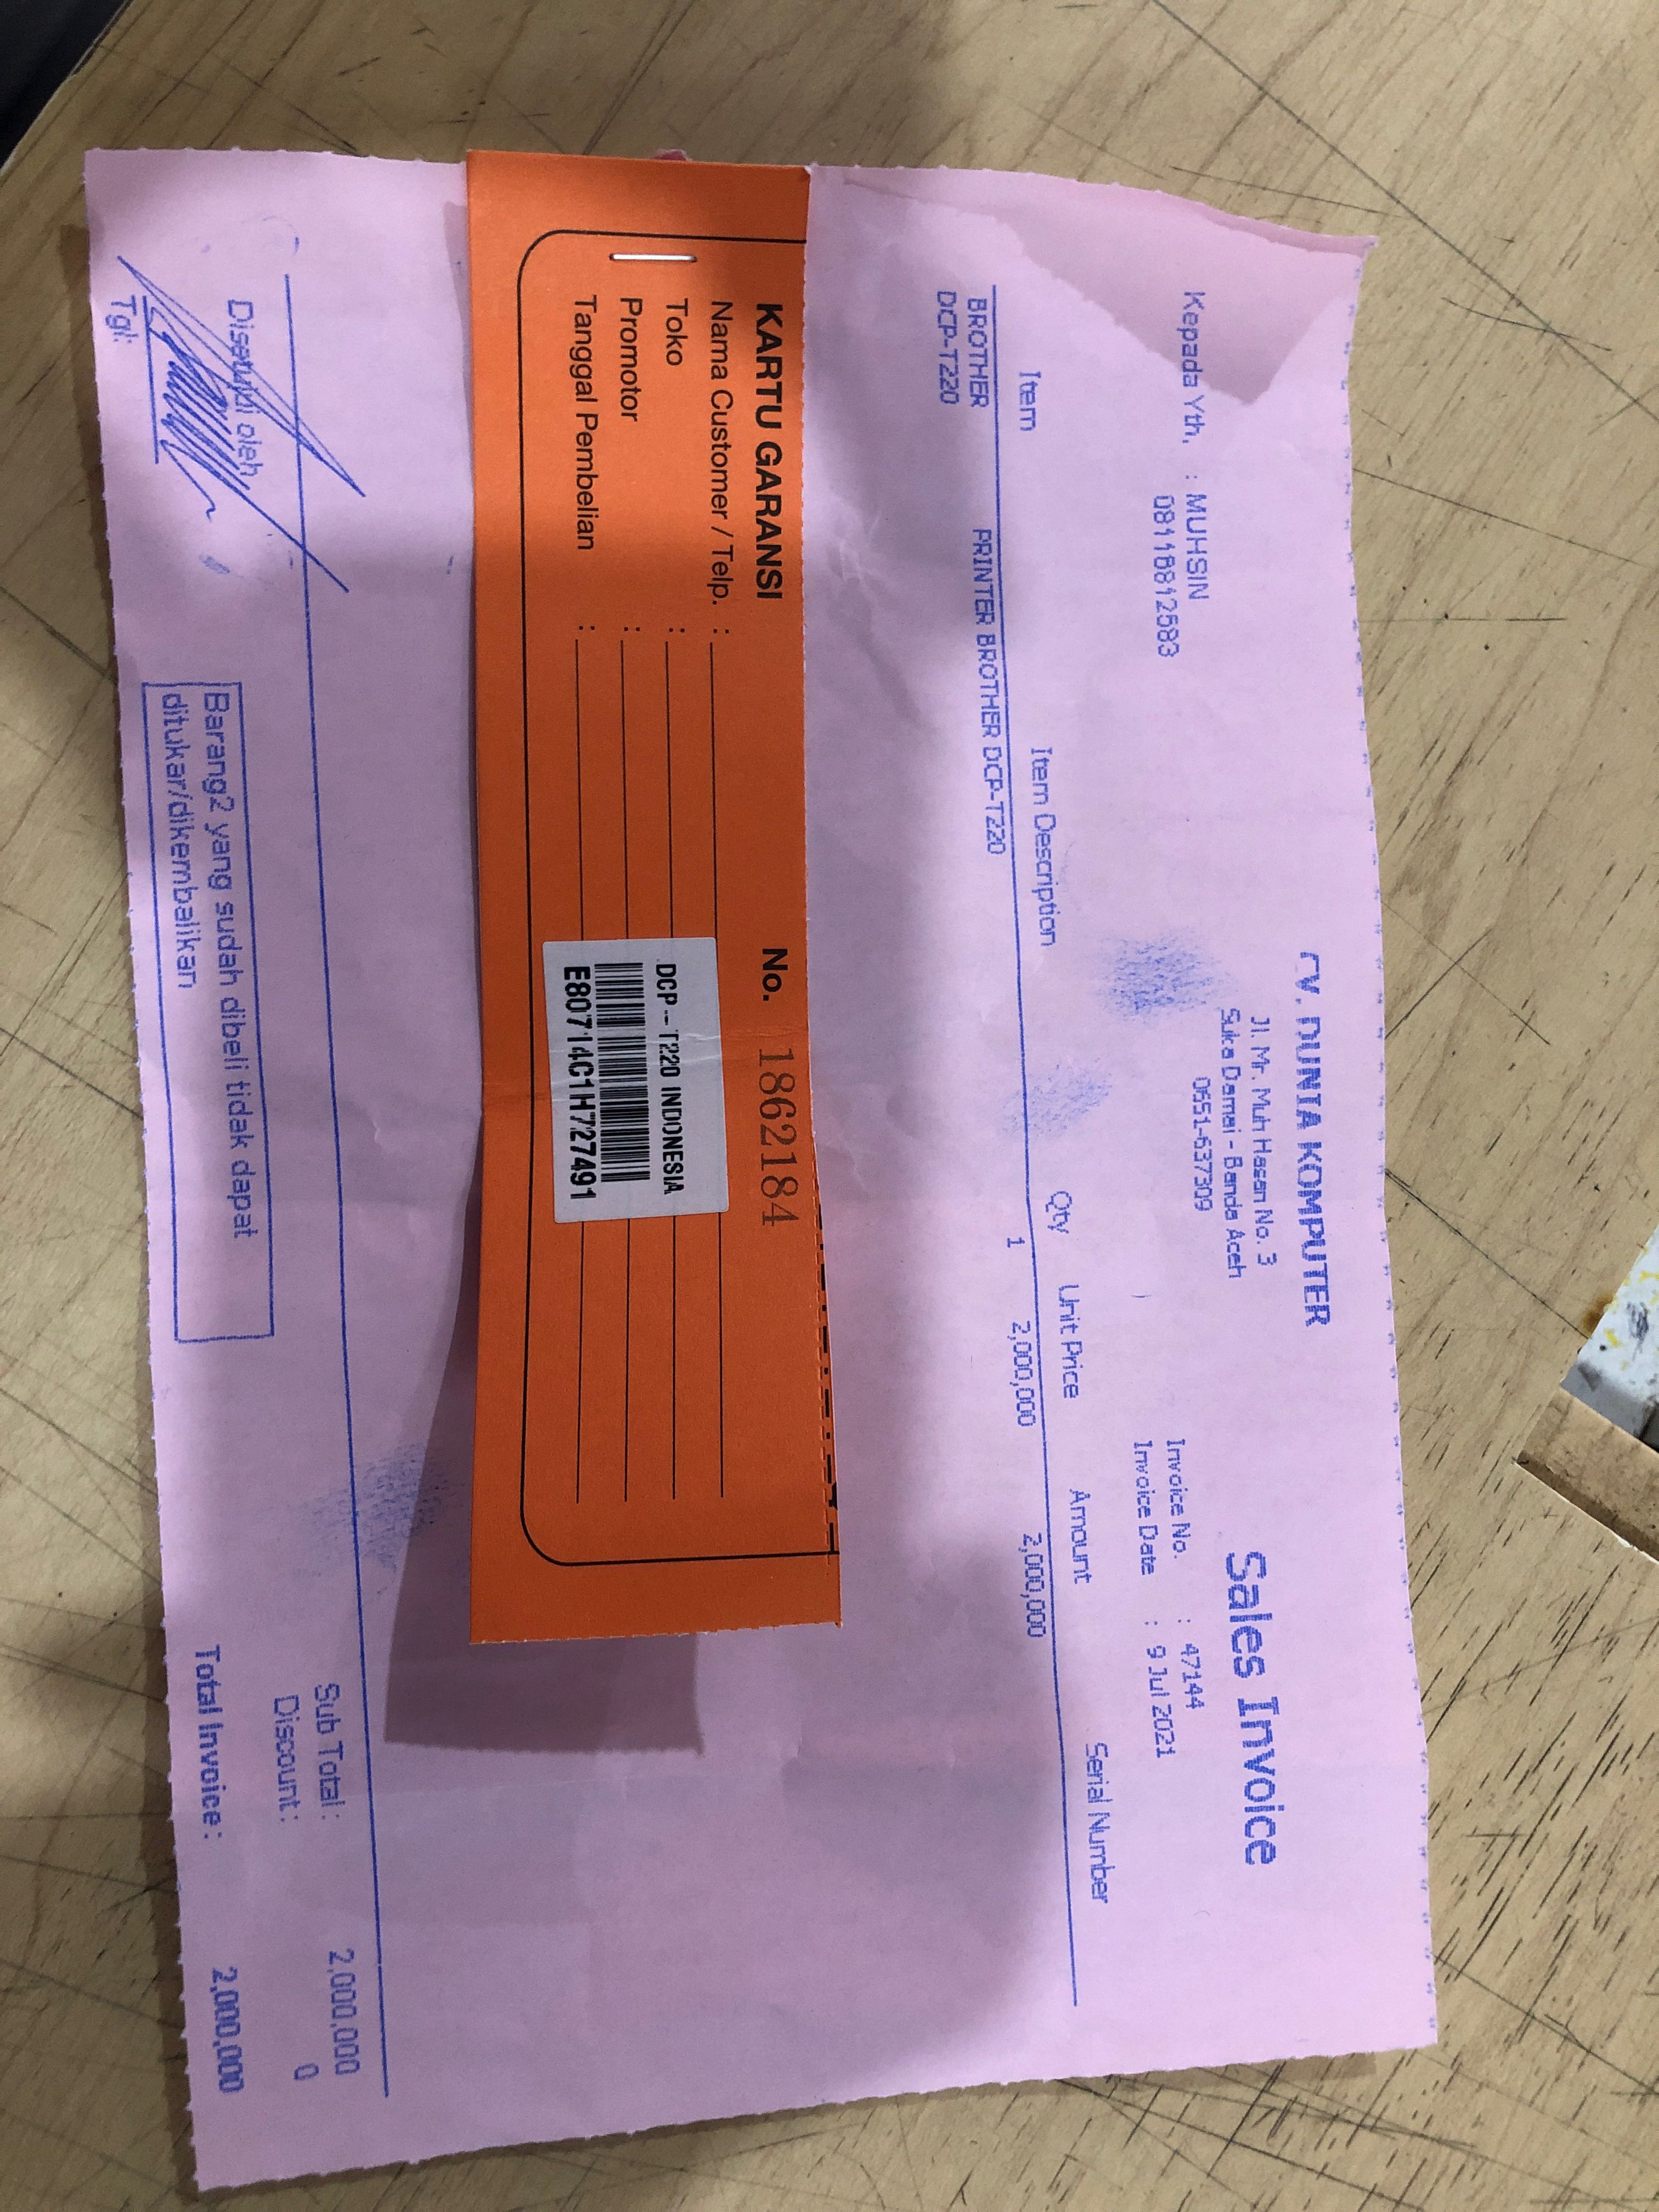 CV. DUNIA KOMPUTER
Jl. Mr. Muh Hasan No. 3
Suka Damai - Banda Aceh
0651-637309
Sales Invoice
Kepada Yth, : MUHSIN
08116812583
Invoice No. : 47144
Invoice Date : 9 Jul 2021
Item Item Description Qty Unit Price Amount Serial Number
BROTHER PRINTER BROTHER DCP-T220 1 2,000,000 2,000,000
DCP-T220
KARTU GARANSI No. 1862184
Nama Customer / Telp. :
Toko :
Promotor :
Tanggal Pembelian :
DCP-T220 INDONESIA
E80714C1H727491
Sub Total : 2,000,000
Discount : 0
Total Invoice : 2,000,000
Disetujui oleh,
Tgl:
Barang2 yang sudah dibeli tidak dapat
ditukar/dikembalikan